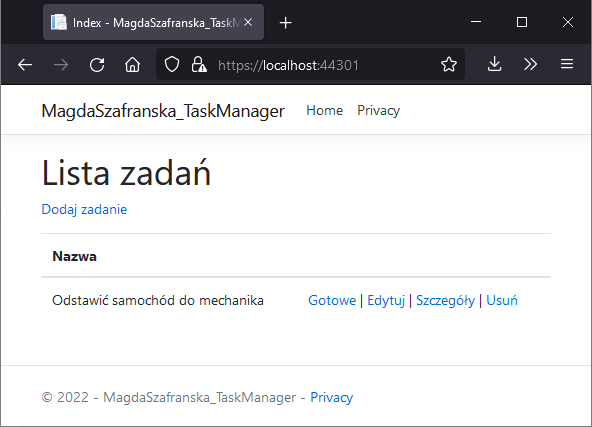 Index - MagdaSzafranska_TaskM
https://localhost:44301
MagdaSzafranska_TaskManager Home Privacy
Lista zadań
Dodaj zadanie
Nazwa
Odstawić samochód do mechanika Gotowe | Edytuj | Szczegóły | Usuń
© 2022 - MagdaSzafranska_TaskManager - Privacy